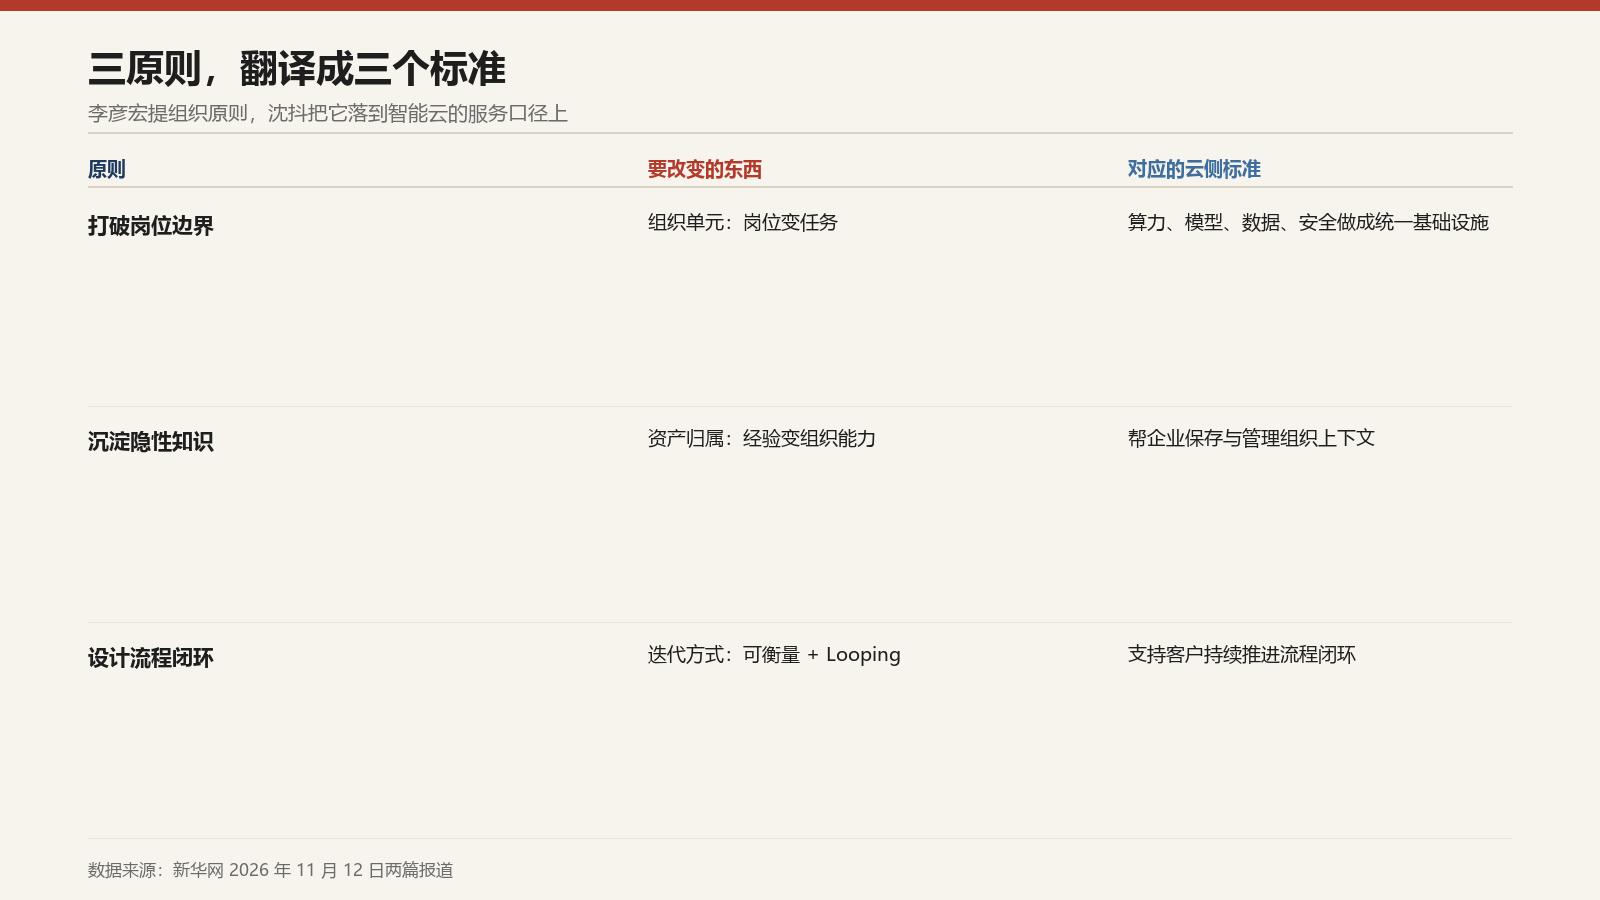 三原则，翻译成三个标准
李彦宏提组织原则，沈抖把它落到智能云的服务口径上
原则 要改变的东西 对应的云侧标准
打破岗位边界 组织单元：岗位变任务 算力、模型、数据、安全做成统一基础设施
沉淀隐性知识 资产归属：经验变组织能力 帮企业保存与管理组织上下文
设计流程闭环 迭代方式：可衡量 + Looping 支持客户持续推进流程闭环
数据来源：新华网 2026 年 11 月 12 日两篇报道